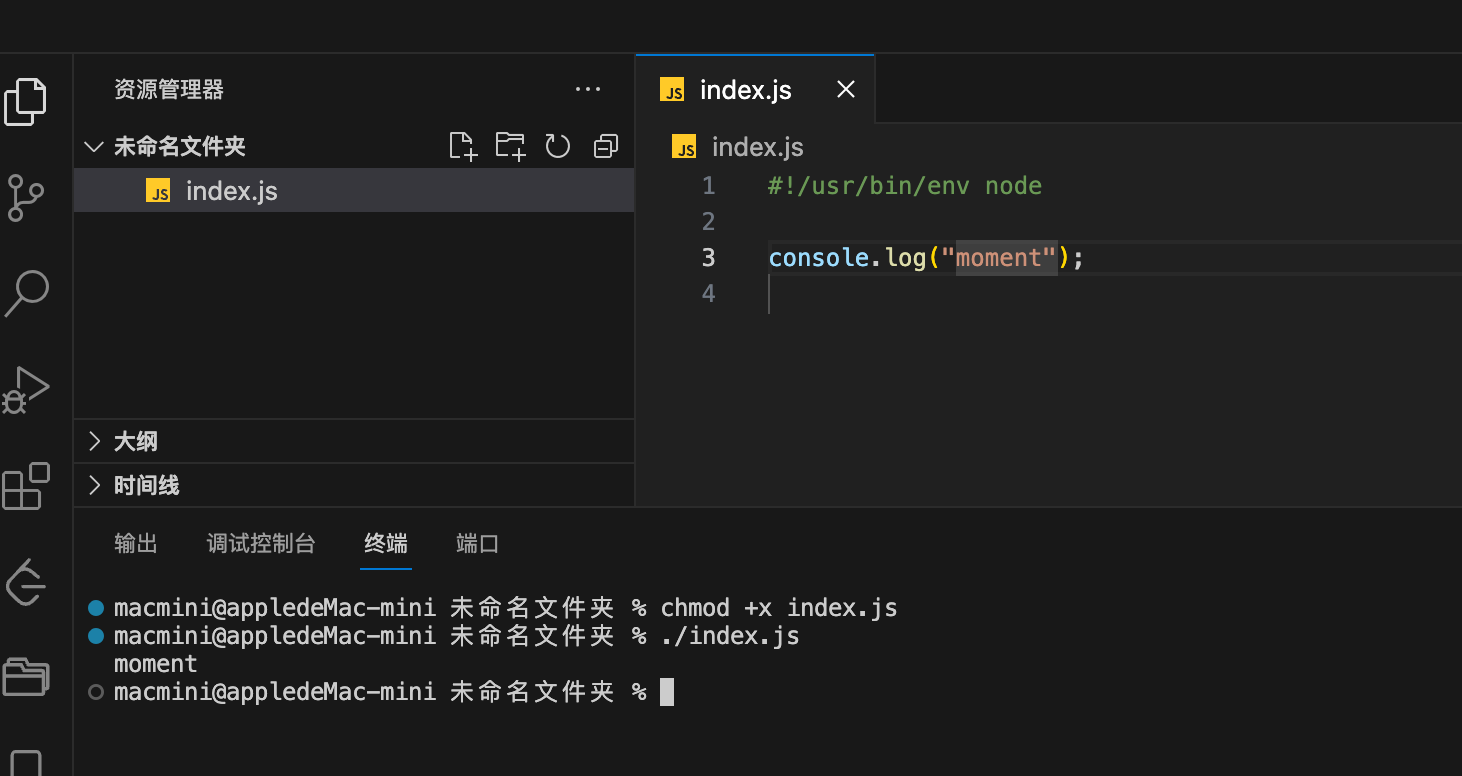 资源管理器
未命名文件夹
JS index.js
JS index.js
JS index.js
1 #!/usr/bin/env node
2
3 console.log("moment");
4
大纲
时间线
输出 调试控制台 终端 端口
macmini@appledeMac-mini 未命名文件夹 % chmod +x index.js
macmini@appledeMac-mini 未命名文件夹 % ./index.js
moment
macmini@appledeMac-mini 未命名文件夹 %